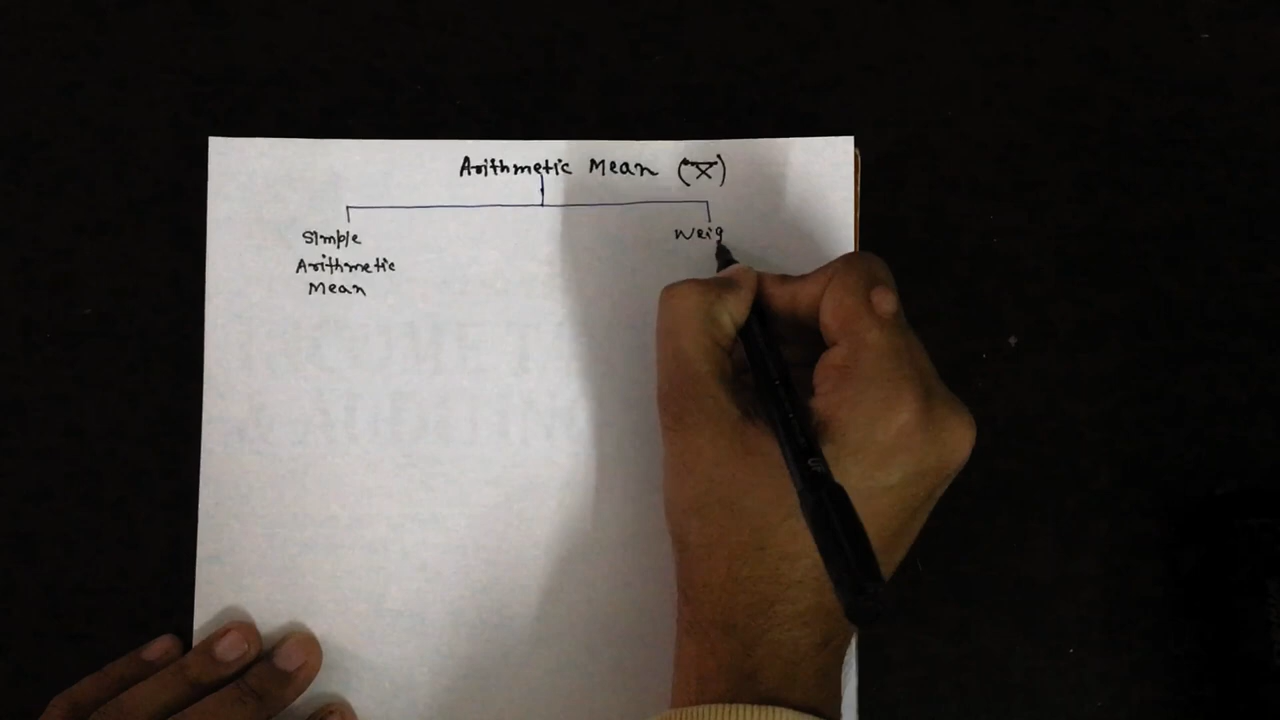 Arithmetic Mean (X̅)
Simple
Weig
Arithmetic
Mean